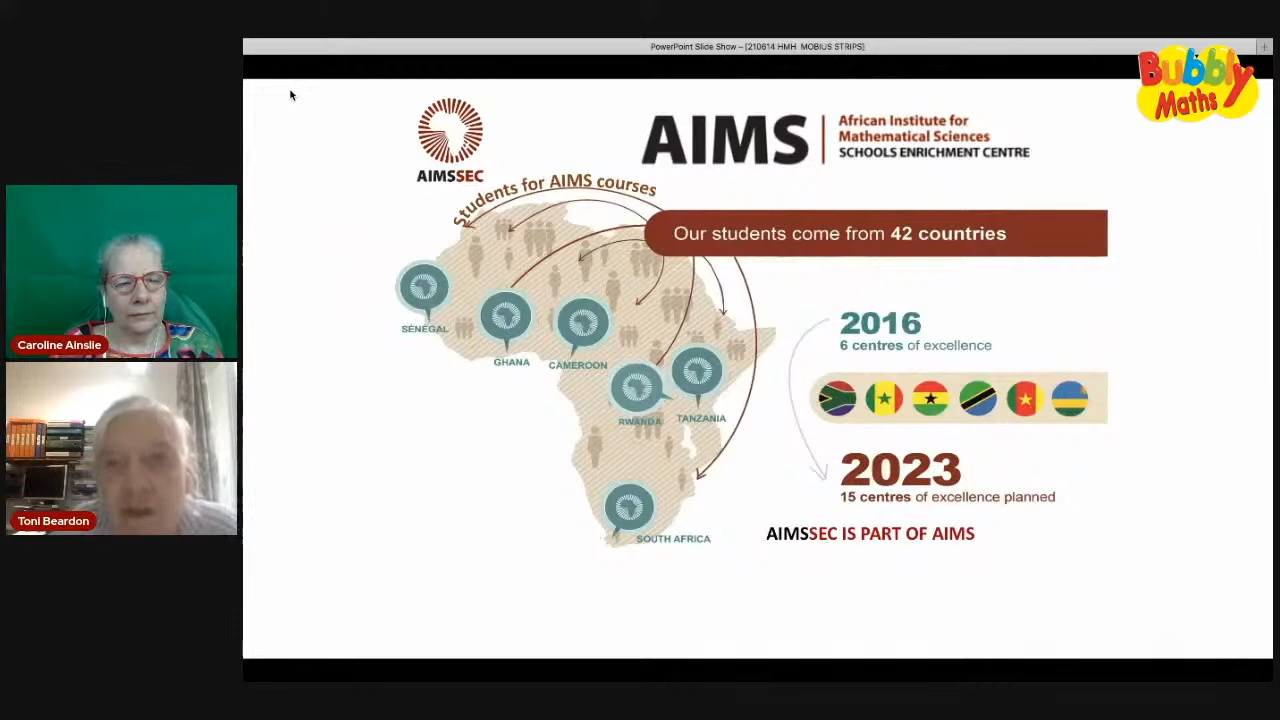 PowerPoint Slide Show – [210614 HMH MOBIUS STRIPS]
Bubbly
Maths
AIMSSEC
AIMS
African Institute for
Mathematical Sciences
SCHOOLS ENRICHMENT CENTRE
Students for AIMS courses
Our students come from 42 countries
SÉNÉGAL
GHANA
CAMEROON
RWANDA
TANZANIA
SOUTH AFRICA
2016
6 centres of excellence
2023
15 centres of excellence planned
AIMSSEC IS PART OF AIMS
Caroline Ainslie
Toni Beardon